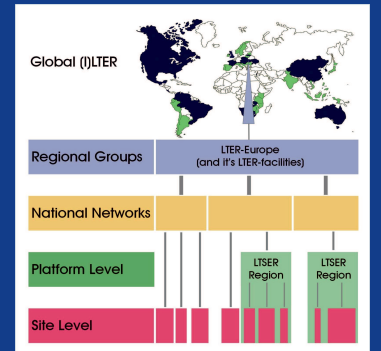 Global (I)LTER
Regional Groups
LTER-Europe
(and it's LTER-facilities)
National Networks
Platform Level
LTSER
Region
LTSER
Region
Site Level